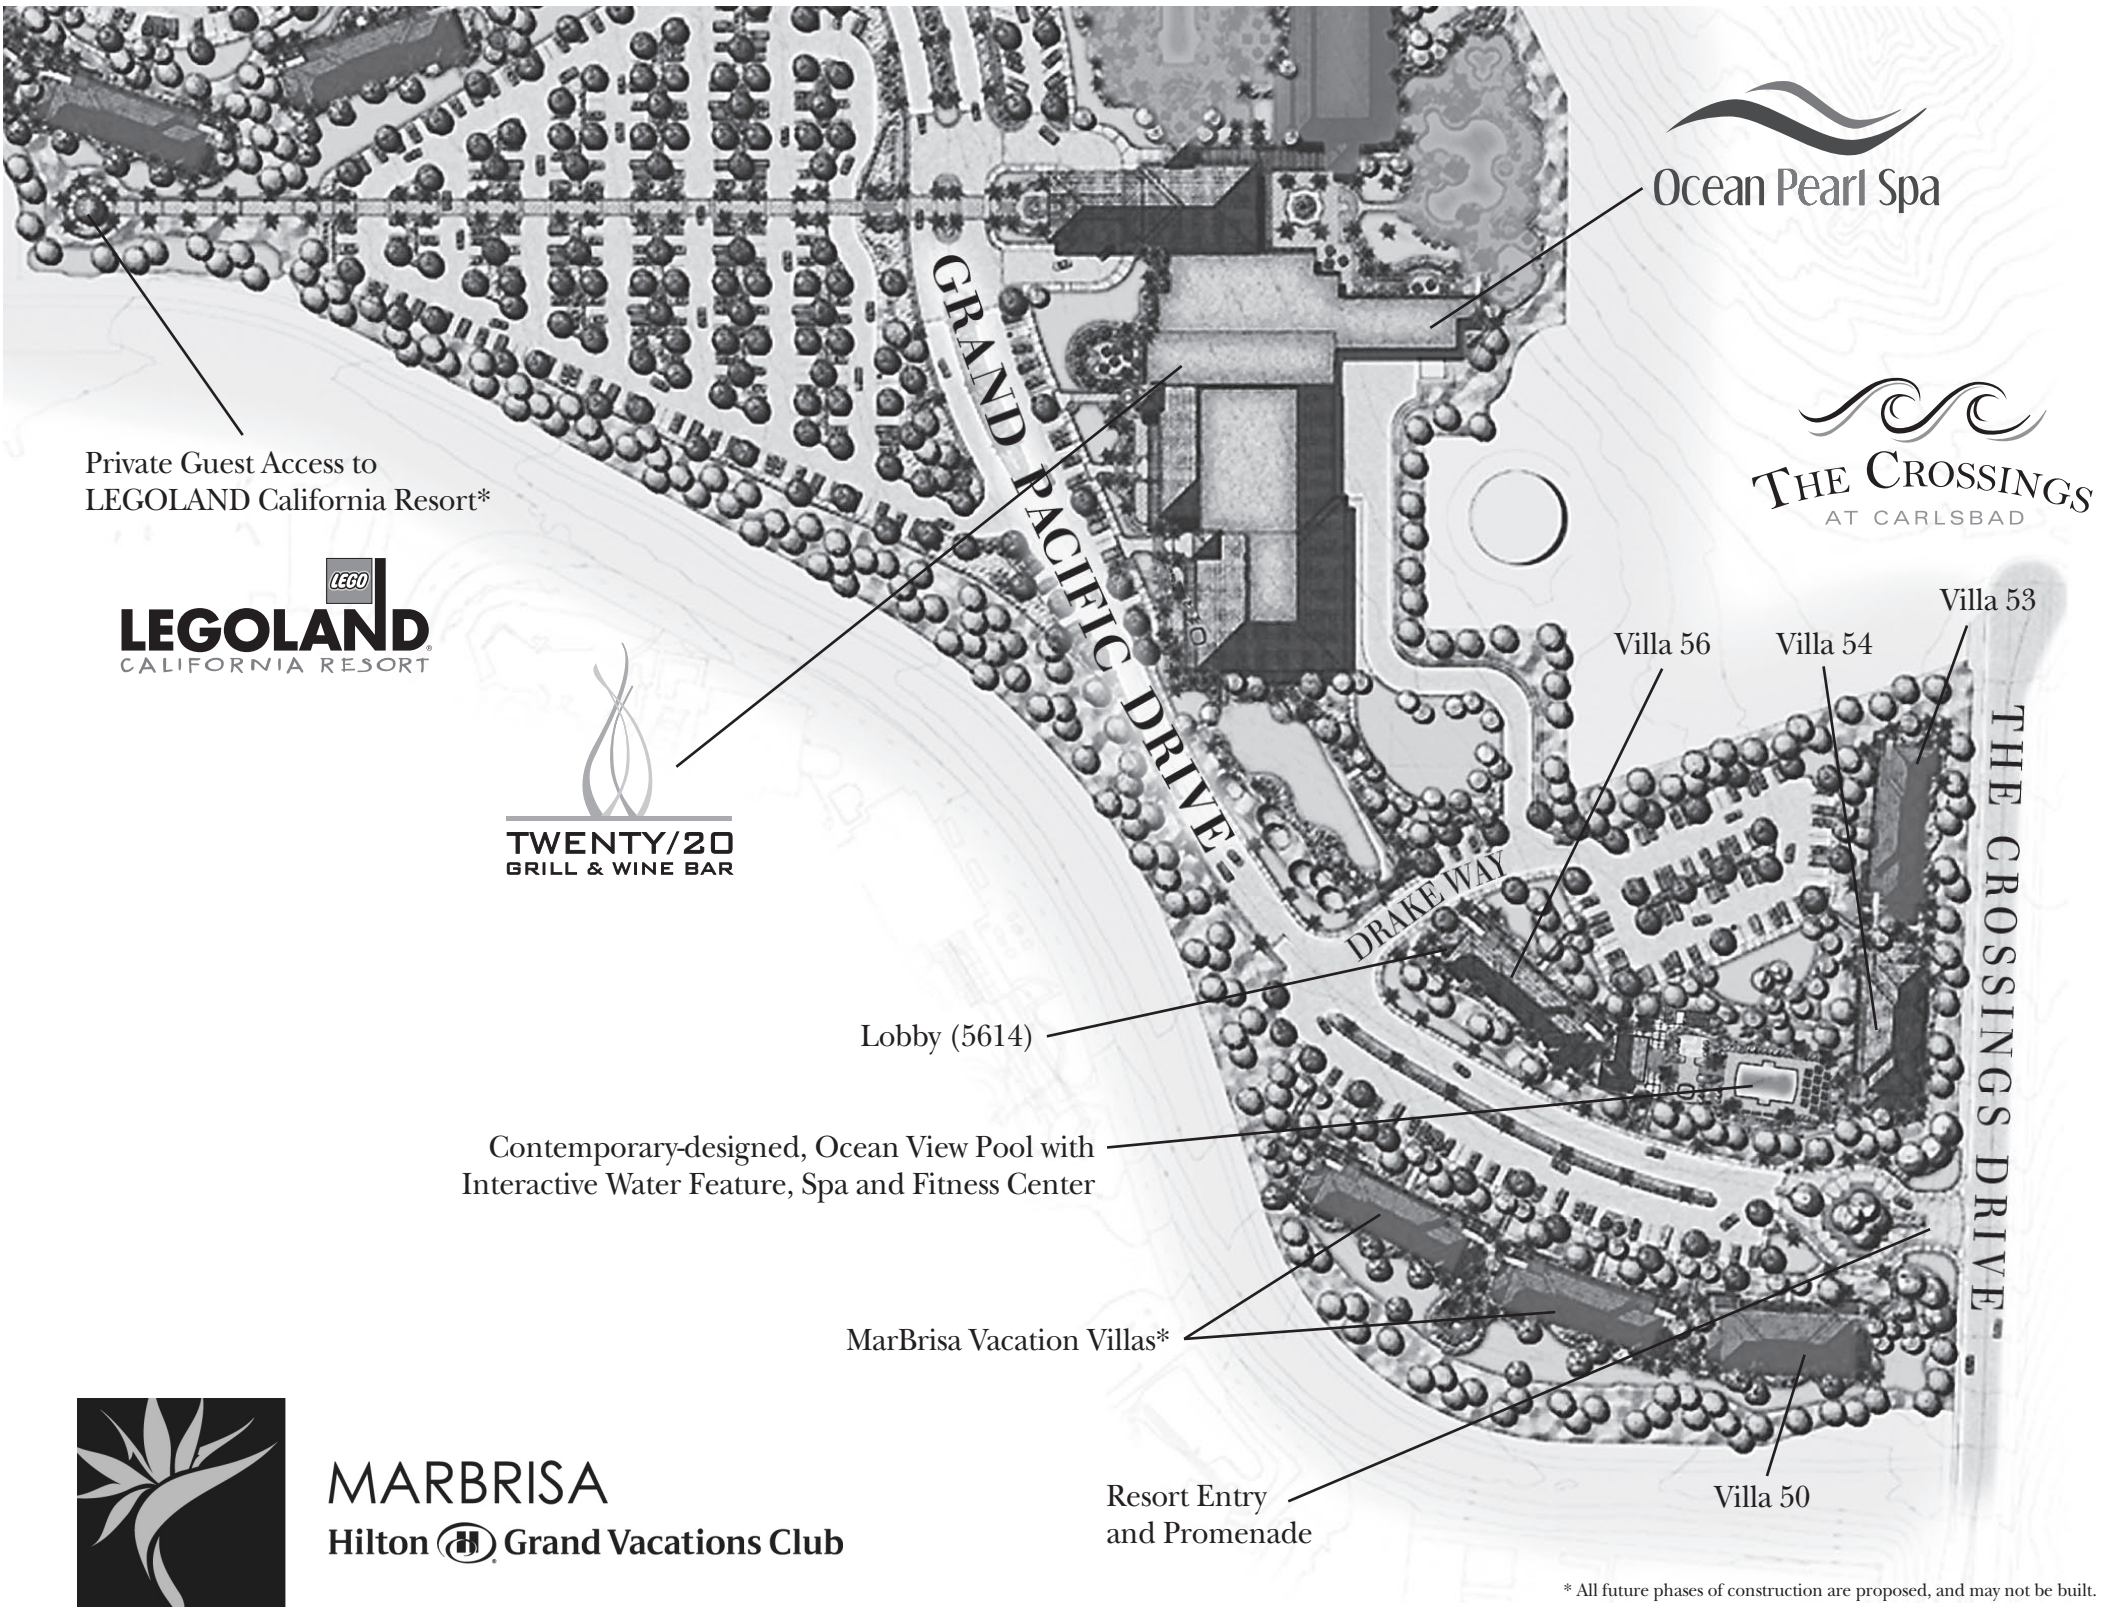 Ocean Pearl Spa
THE CROSSINGS
AT CARLSBAD
GRAND PACIFIC DRIVE
Private Guest Access to
LEGOLAND California Resort*
LEGO
LEGOLAND®
CALIFORNIA RESORT
Villa 53
Villa 56
Villa 54
TWENTY/20
GRILL & WINE BAR
DRAKE WAY
THE CROSSINGS DRIVE
Lobby (5614)
Contemporary-designed, Ocean View Pool with
Interactive Water Feature, Spa and Fitness Center
MarBrisa Vacation Villas*
Resort Entry
and Promenade
Villa 50
MARBRISA
Hilton H® Grand Vacations Club
* All future phases of construction are proposed, and may not be built.